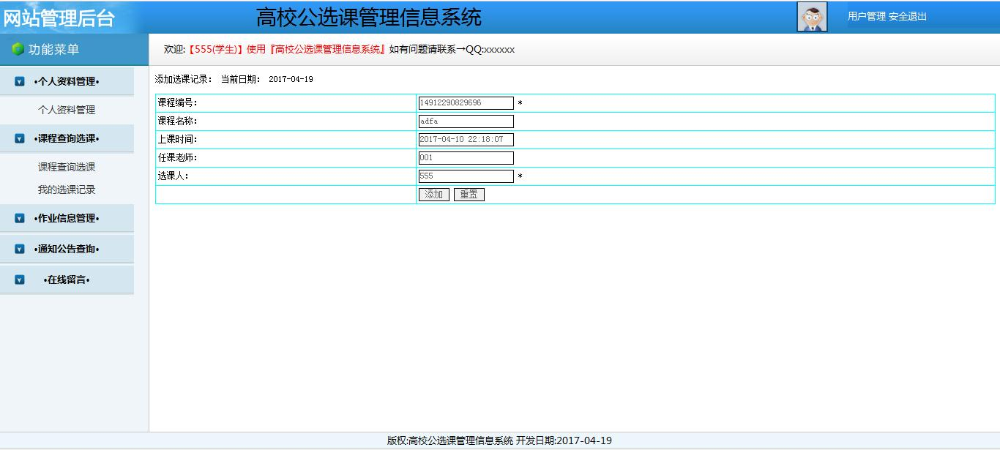 网站管理后台
高校公选课管理信息系统
用户管理 安全退出
功能菜单
欢迎:【555(学生)】使用『高校公选课管理信息系统』如有问题请联系→QQ:xxxxxx
•个人资料管理•
个人资料管理
•课程查询选课•
课程查询选课
我的选课记录
•作业信息管理•
•通知公告查询•
•在线留言•
添加选课记录: 当前日期: 2017-04-19
课程编号: 14912290829696 *
课程名称: adfa
上课时间: 2017-04-10 22:18:07
任课老师: 001
选课人: 555 *
添加 重置
版权:高校公选课管理信息系统 开发日期:2017-04-19